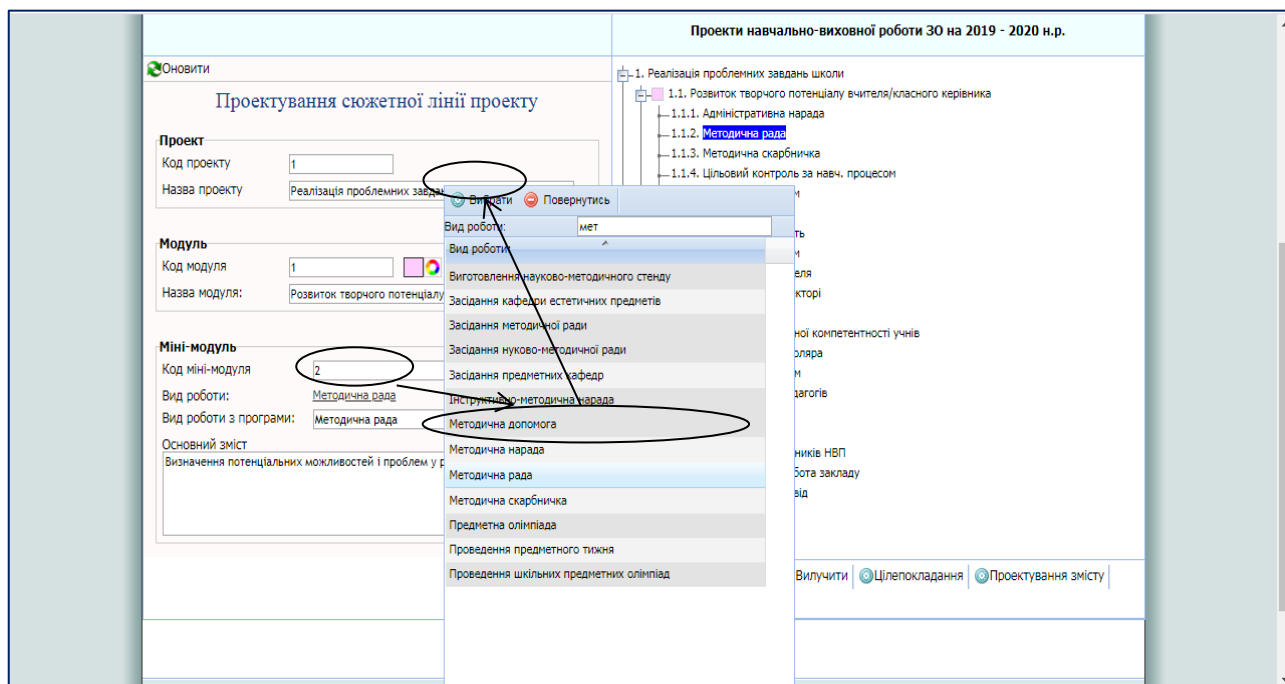 Проекти навчально-виховної роботи ЗО на 2019 - 2020 н.р.
Оновити
Проектування сюжетної лінії проекту
Проект
Код проекту 1
Назва проекту Реалізація проблемних завдан
Модуль
Код модуля 1
Назва модуля: Розвиток творчого потенціалу
Міні-модуль
Код міні-модуля 2
Вид роботи: Методична рада
Вид роботи з програми: Методична рада
Основний зміст
Визначення потенціальних можливостей і проблем у р
Вибрати Повернутись
Вид роботи: мет
Вид роботи:
Виготовлення науково-методичного стенду
Засідання кафедри естетичних предметів
Засідання методичної ради
Засідання нуково-методичної ради
Засідання предметних кафедр
Інструктивно-методична нарада
Методична допомога
Методична нарада
Методична рада
Методична скарбничка
Предметна олімпіада
Проведення предметного тижня
Проведення шкільних предметних олімпіад
1. Реалізація проблемних завдань школи
1.1. Розвиток творчого потенціалу вчителя/класного керівника
1.1.1. Адміністративна нарада
1.1.2. Методична рада
1.1.3. Методична скарбничка
1.1.4. Цільовий контроль за навч. процесом
м
ть
м
еля
кторі
ної компетентності учнів
оляра
м
дагогів
ників НВП
бота закладу
від
Вилучити Цілепокладання Проектування змісту